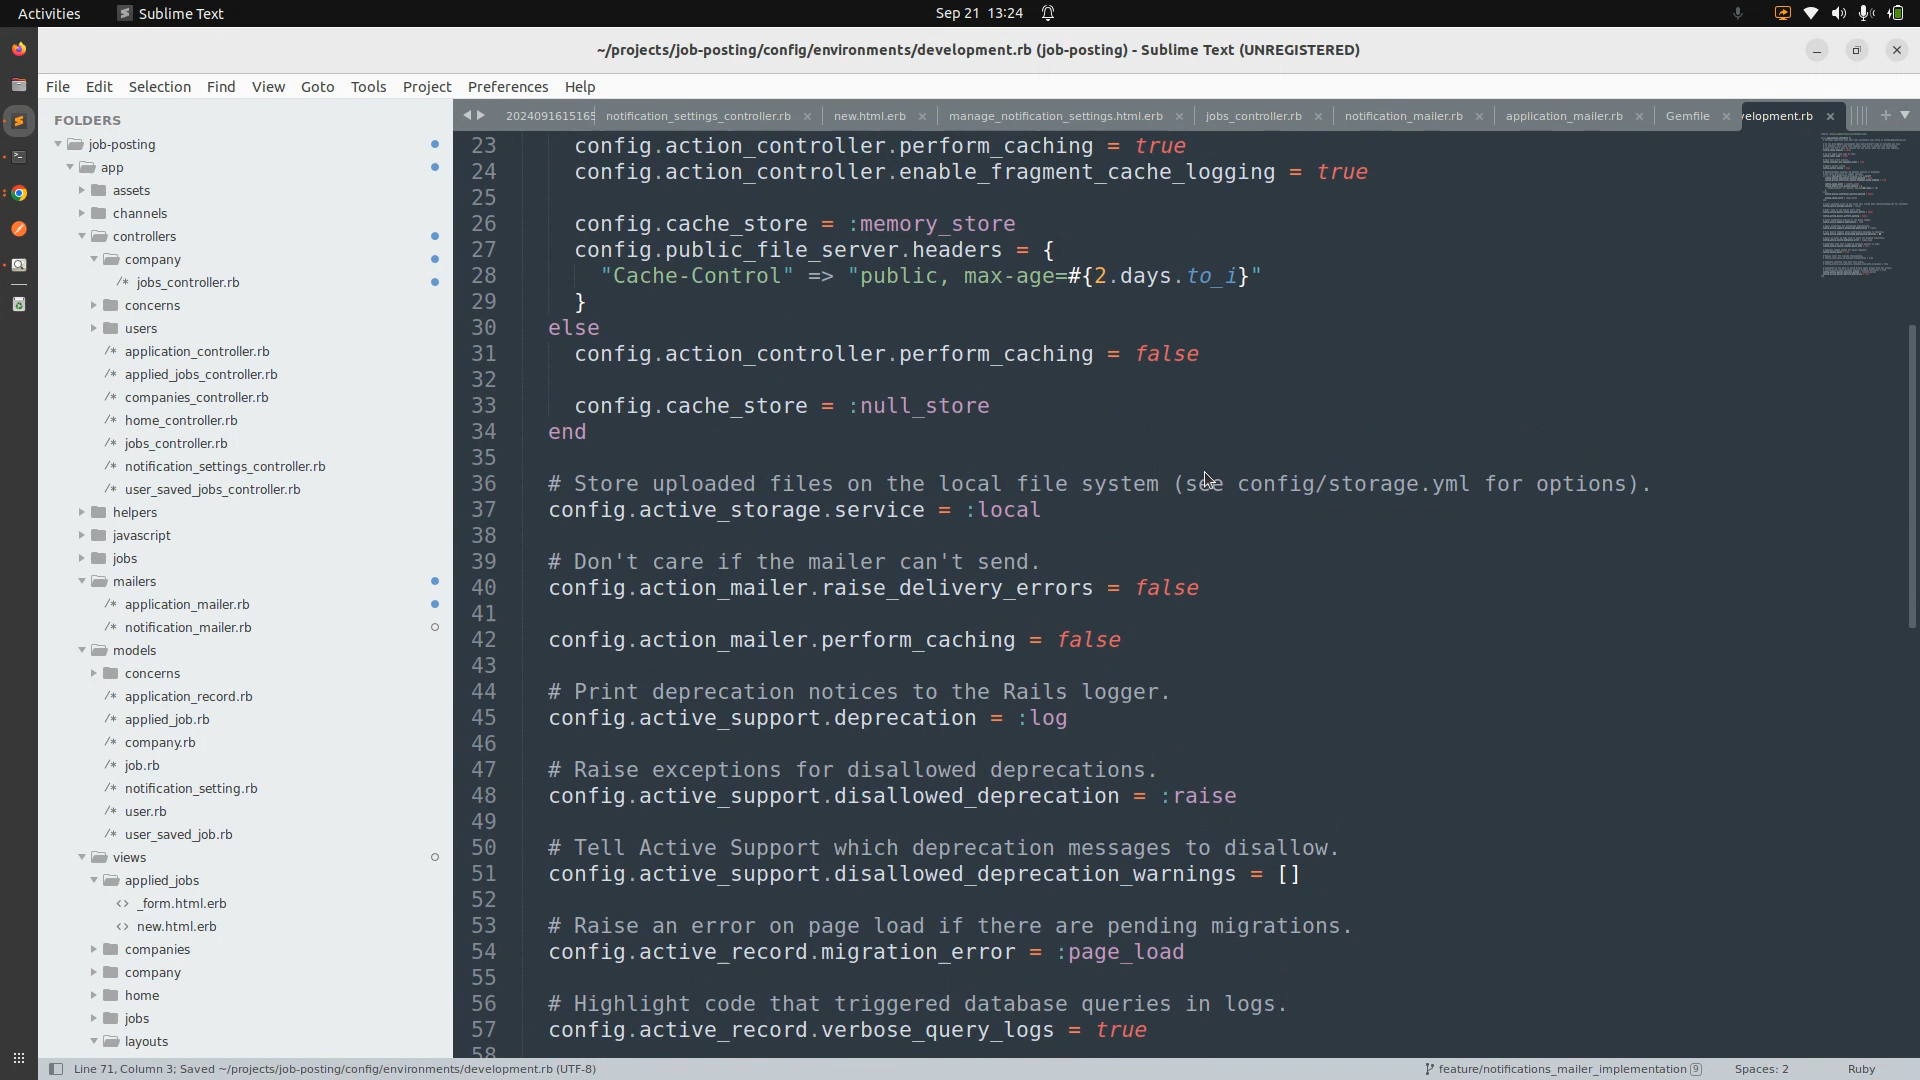 Activities
Sublime Text
Sep 21 13:24
~/projects/job-posting/config/environments/development.rb (job-posting) - Sublime Text (UNREGISTERED)
File Edit Selection Find View Goto Tools Project Preferences Help
FOLDERS
job-posting
app
assets
channels
controllers
company
jobs_controller.rb
concerns
users
application_controller.rb
applied_jobs_controller.rb
companies_controller.rb
home_controller.rb
jobs_controller.rb
notification_settings_controller.rb
user_saved_jobs_controller.rb
helpers
javascript
jobs
mailers
application_mailer.rb
notification_mailer.rb
models
concerns
application_record.rb
applied_job.rb
company.rb
job.rb
notification_setting.rb
user.rb
user_saved_job.rb
views
applied_jobs
_form.html.erb
new.html.erb
companies
company
home
jobs
layouts
2024091615165 notification_settings_controller.rb new.html.erb manage_notification_settings.html.erb jobs_controller.rb notification_mailer.rb application_mailer.rb Gemfile velopment.rb
23 config.action_controller.perform_caching = true
24 config.action_controller.enable_fragment_cache_logging = true
25
26 config.cache_store = :memory_store
27 config.public_file_server.headers = {
28 "Cache-Control" => "public, max-age=#{2.days.to_i}"
29 }
30 else
31 config.action_controller.perform_caching = false
32
33 config.cache_store = :null_store
34 end
35
36 # Store uploaded files on the local file system (see config/storage.yml for options).
37 config.active_storage.service = :local
38
39 # Don't care if the mailer can't send.
40 config.action_mailer.raise_delivery_errors = false
41
42 config.action_mailer.perform_caching = false
43
44 # Print deprecation notices to the Rails logger.
45 config.active_support.deprecation = :log
46
47 # Raise exceptions for disallowed deprecations.
48 config.active_support.disallowed_deprecation = :raise
49
50 # Tell Active Support which deprecation messages to disallow.
51 config.active_support.disallowed_deprecation_warnings = []
52
53 # Raise an error on page load if there are pending migrations.
54 config.active_record.migration_error = :page_load
55
56 # Highlight code that triggered database queries in logs.
57 config.active_record.verbose_query_logs = true
58
Line 71, Column 3; Saved ~/projects/job-posting/config/environments/development.rb (UTF-8)
feature/notifications_mailer_implementation 9
Spaces: 2
Ruby